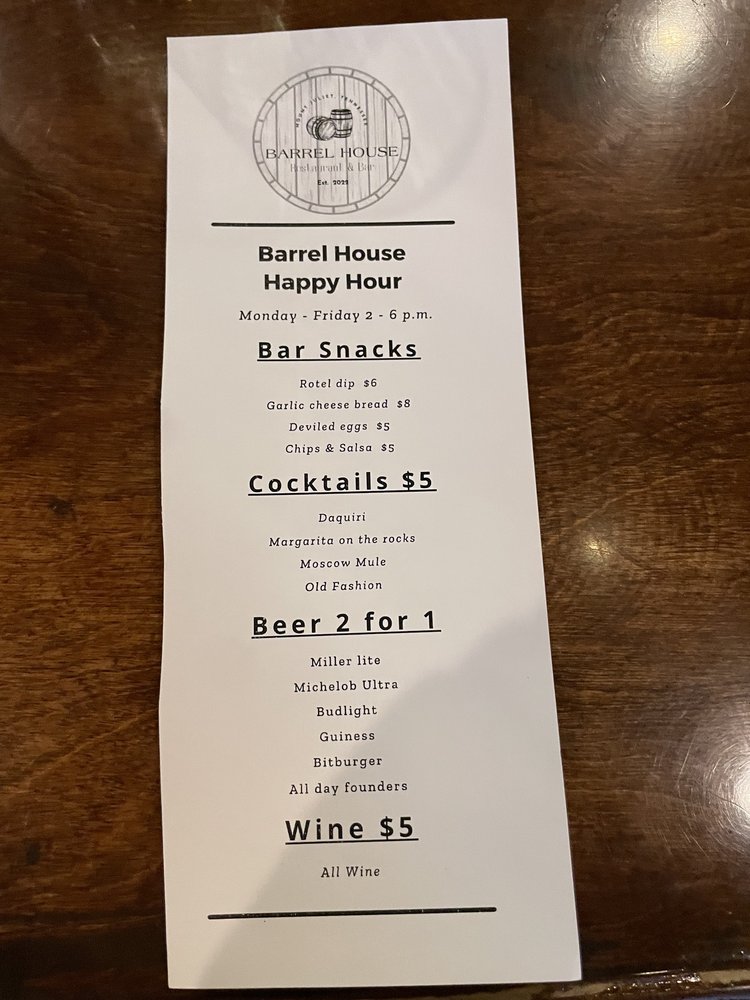 MOUNT JULIET, TENNESSEE
BARREL HOUSE
Restaurant & Bar
Est. 2022
Barrel House
Happy Hour
Monday - Friday 2 - 6 p.m.
Bar Snacks
Rotel dip $6
Garlic cheese bread $8
Deviled eggs $5
Chips & Salsa $5
Cocktails $5
Daquiri
Margarita on the rocks
Moscow Mule
Old Fashion
Beer 2 for 1
Miller lite
Michelob Ultra
Budlight
Guiness
Bitburger
All day founders
Wine $5
All Wine